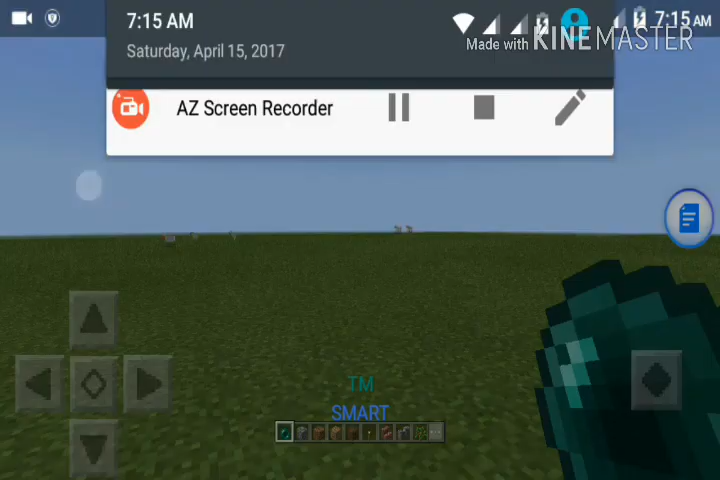 7:15 AM
7:15 AM
Saturday, April 15, 2017
Made with KINEMASTER
AZ Screen Recorder
TM
SMART